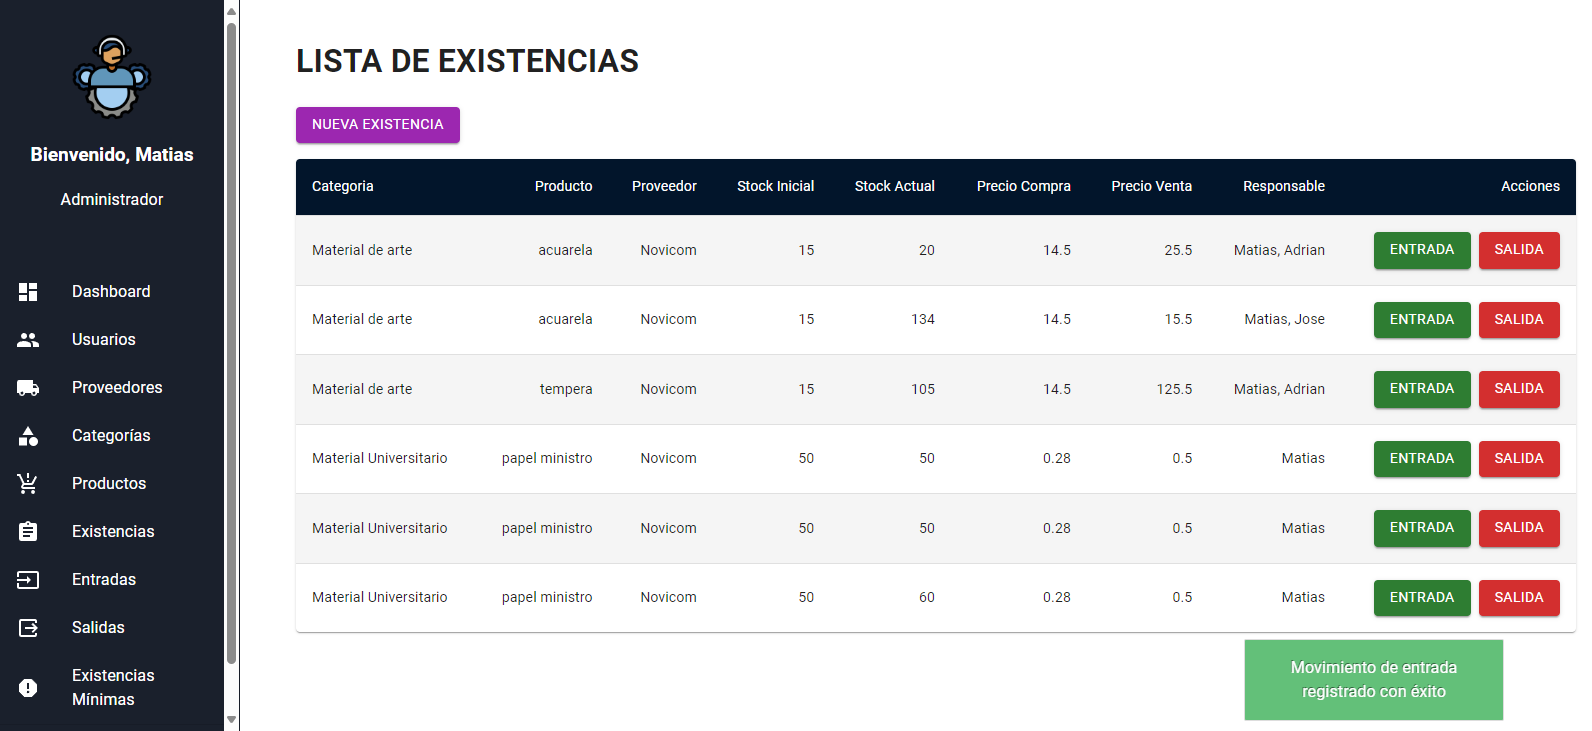 Bienvenido, Matias
Administrador
Dashboard
Usuarios
Proveedores
Categorías
Productos
Existencias
Entradas
Salidas
Existencias
Mínimas
LISTA DE EXISTENCIAS
NUEVA EXISTENCIA
Categoria Producto Proveedor Stock Inicial Stock Actual Precio Compra Precio Venta Responsable Acciones
Material de arte acuarela Novicom 15 20 14.5 25.5 Matias, Adrian ENTRADA SALIDA
Material de arte acuarela Novicom 15 134 14.5 15.5 Matias, Jose ENTRADA SALIDA
Material de arte tempera Novicom 15 105 14.5 125.5 Matias, Adrian ENTRADA SALIDA
Material Universitario papel ministro Novicom 50 50 0.28 0.5 Matias ENTRADA SALIDA
Material Universitario papel ministro Novicom 50 50 0.28 0.5 Matias ENTRADA SALIDA
Material Universitario papel ministro Novicom 50 60 0.28 0.5 Matias ENTRADA SALIDA
Movimiento de entrada
registrado con éxito